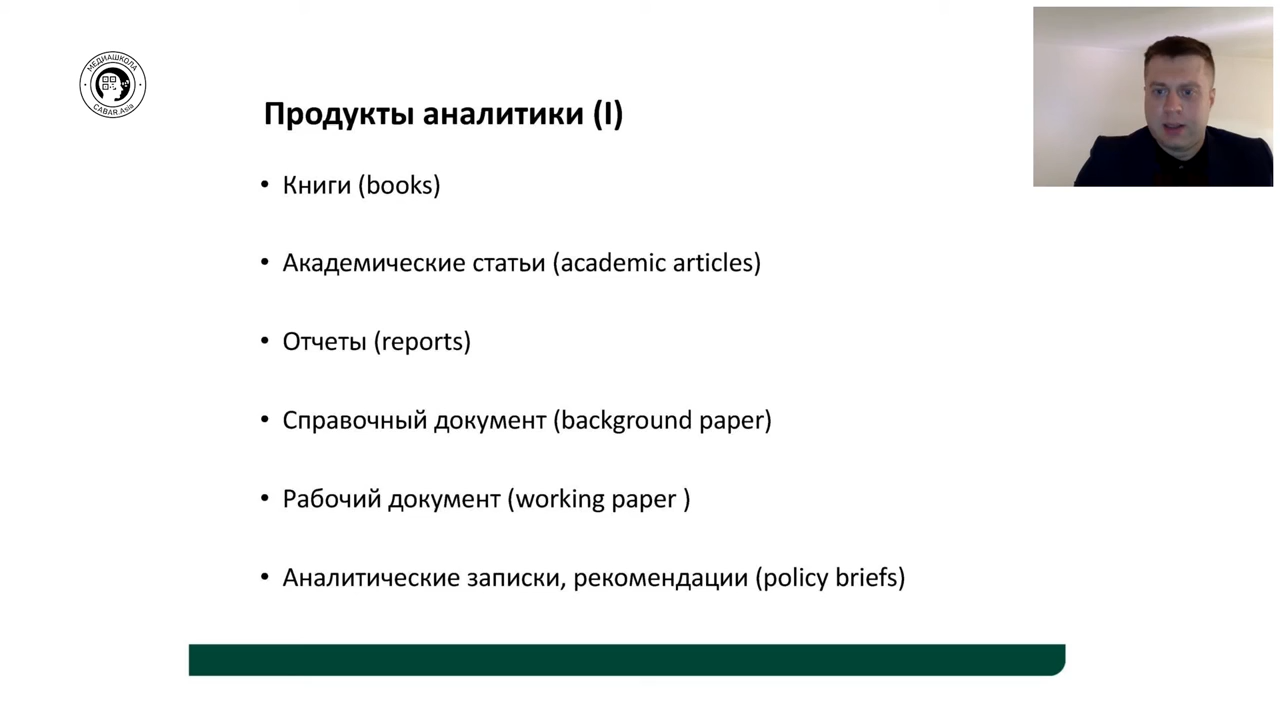 МЕДИАШКОЛА
CABAR.Asia
Продукты аналитики (I)
• Книги (books)
• Академические статьи (academic articles)
• Отчеты (reports)
• Справочный документ (background paper)
• Рабочий документ (working paper )
• Аналитические записки, рекомендации (policy briefs)